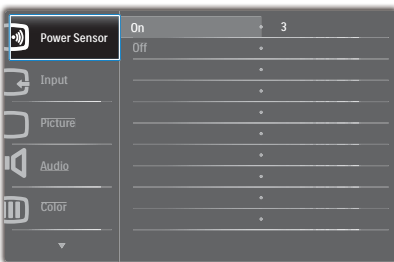 Power Sensor
On 3
Off
Input
Picture
Audio
Color